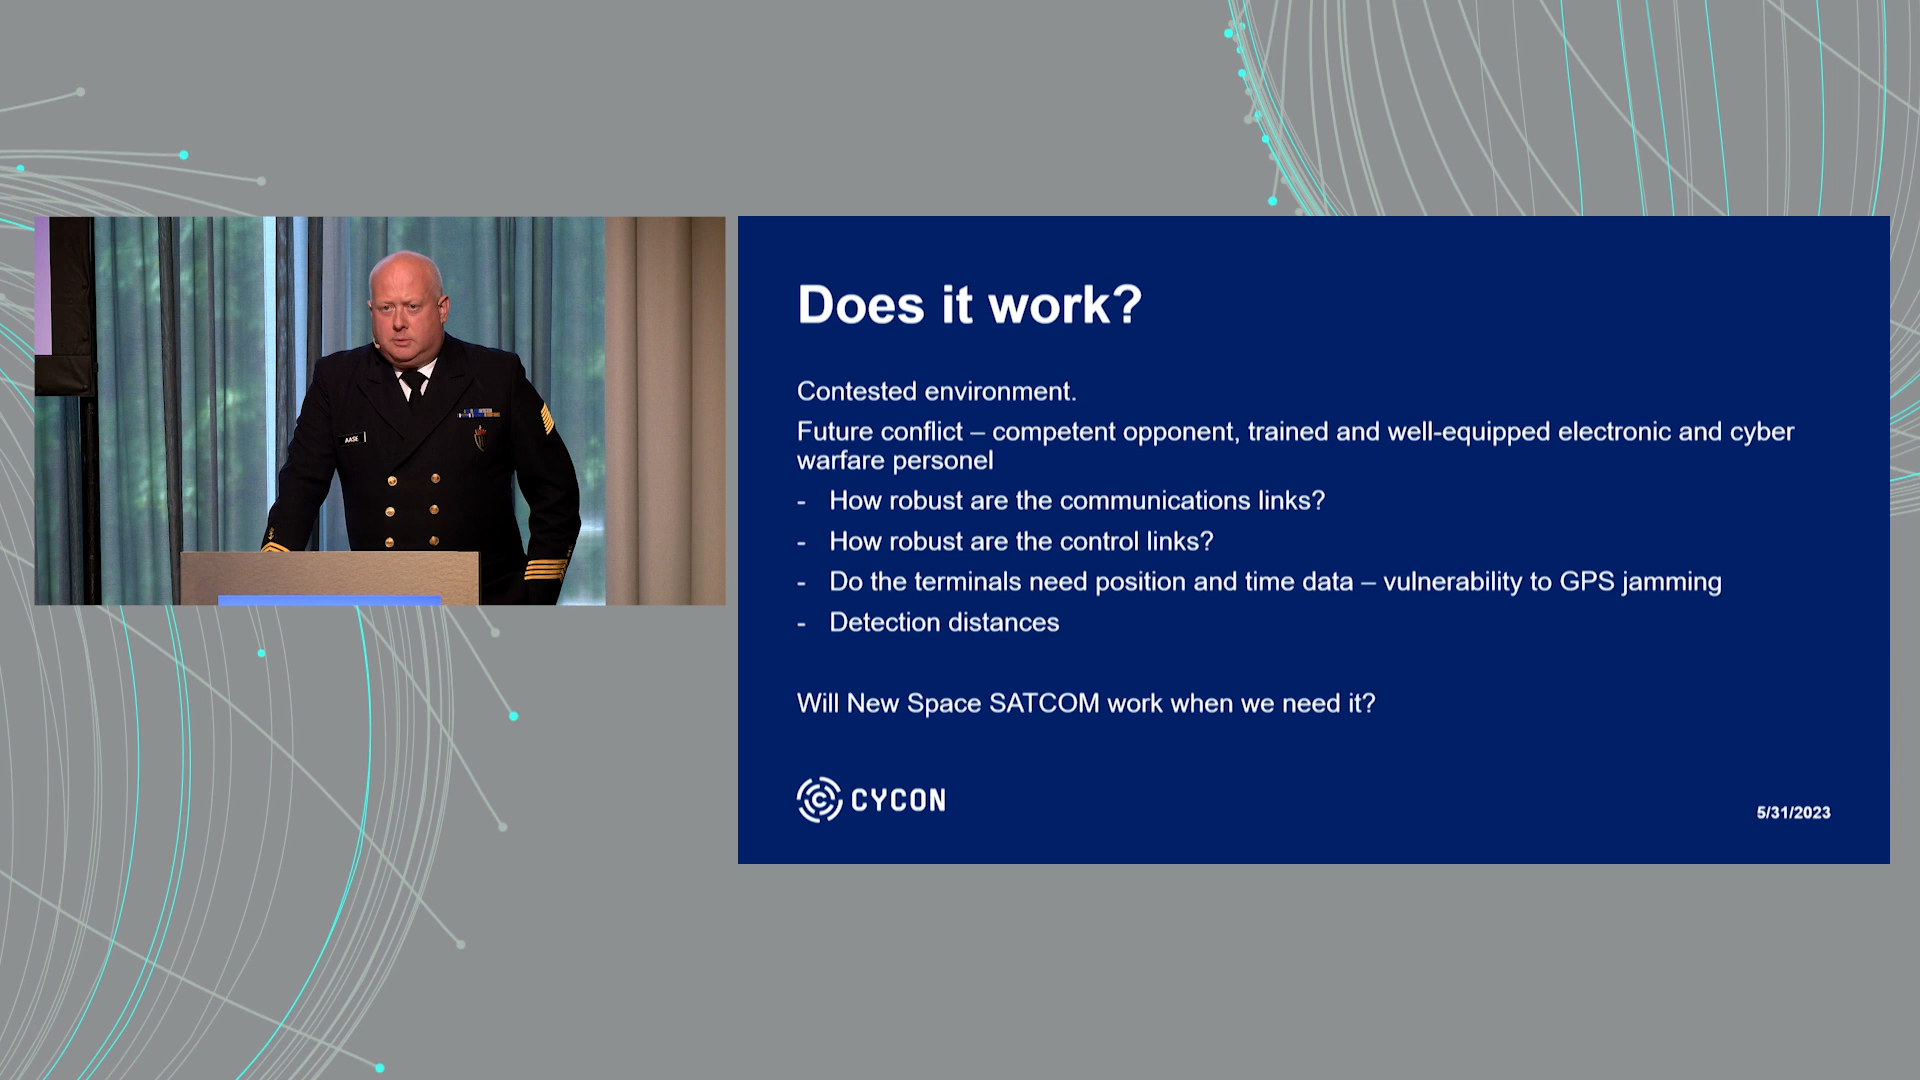 AASE
Does it work?
Contested environment.
Future conflict – competent opponent, trained and well-equipped electronic and cyber
warfare personel
- How robust are the communications links?
- How robust are the control links?
- Do the terminals need position and time data – vulnerability to GPS jamming
- Detection distances
Will New Space SATCOM work when we need it?
CYCON
5/31/2023